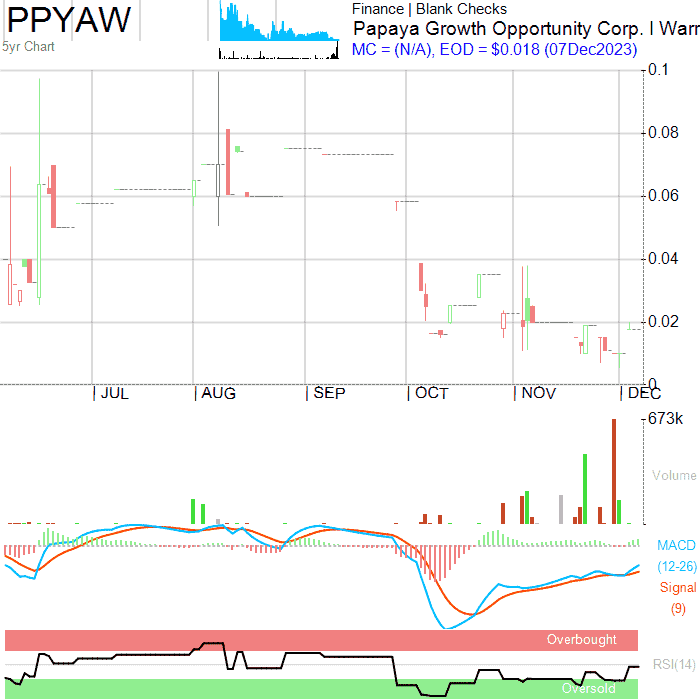 PPYAW
5yr Chart
Finance | Blank Checks
Papaya Growth Opportunity Corp. I Warr
MC = (N/A), EOD = $0.018 (07Dec2023)
0.1
0.08
0.06
0.04
0.02
0
JUL
AUG
SEP
OCT
NOV
DEC
673k
Volume
MACD
(12-26)
Signal
(9)
Overbought
RSI(14)
Oversold